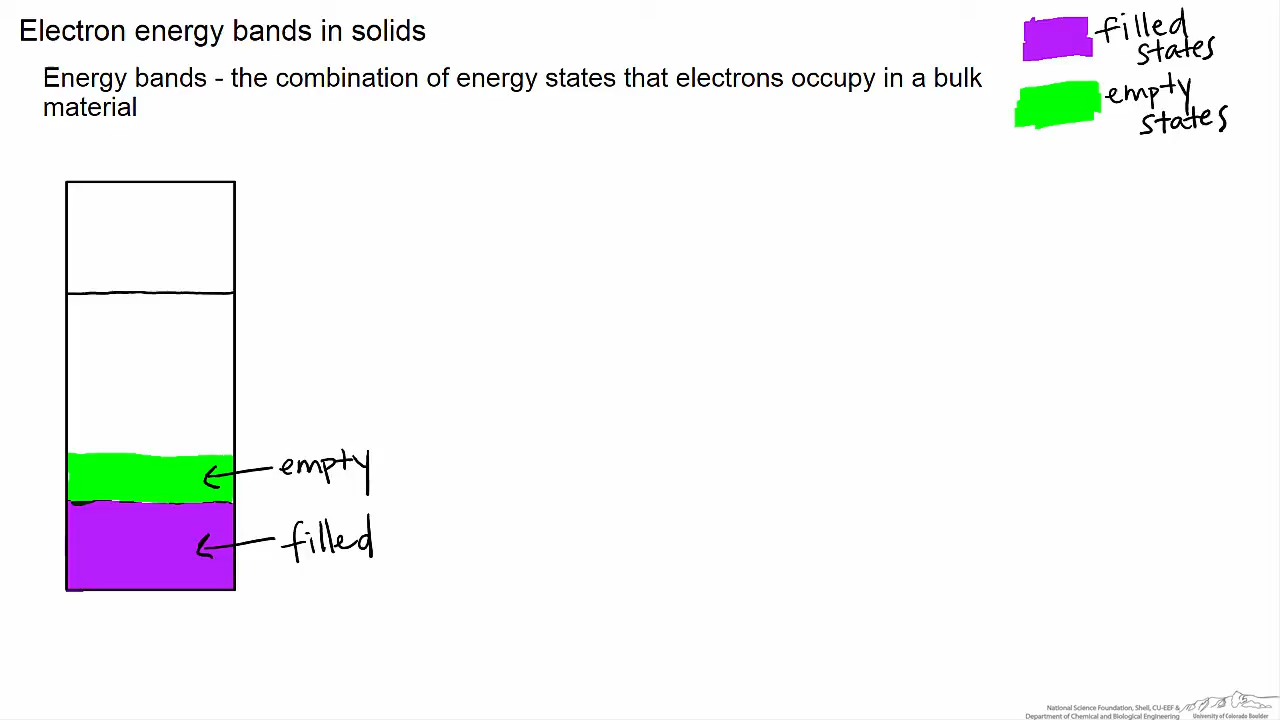 Electron energy bands in solids
Energy bands - the combination of energy states that electrons occupy in a bulk
material
filled
states
empty
states
empty
filled
National Science Foundation, Shell, CU-EEF &
Department of Chemical and Biological Engineering
University of Colorado Boulder